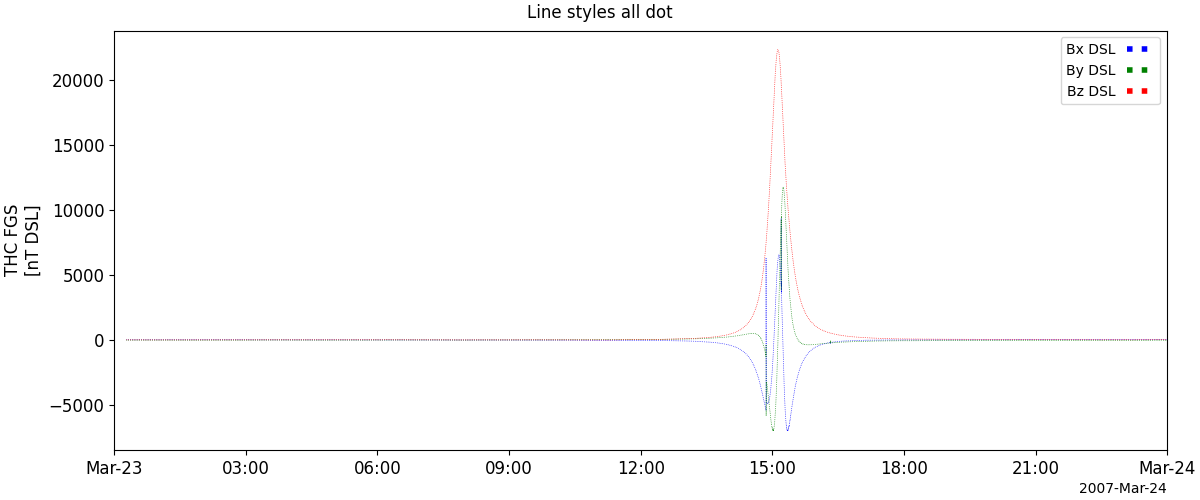 Line styles all dot
Bx DSL
By DSL
Bz DSL
THC FGS
[nT DSL]
20000
15000
10000
5000
0
−5000
Mar-23 03:00 06:00 09:00 12:00 15:00 18:00 21:00 Mar-24
2007-Mar-24